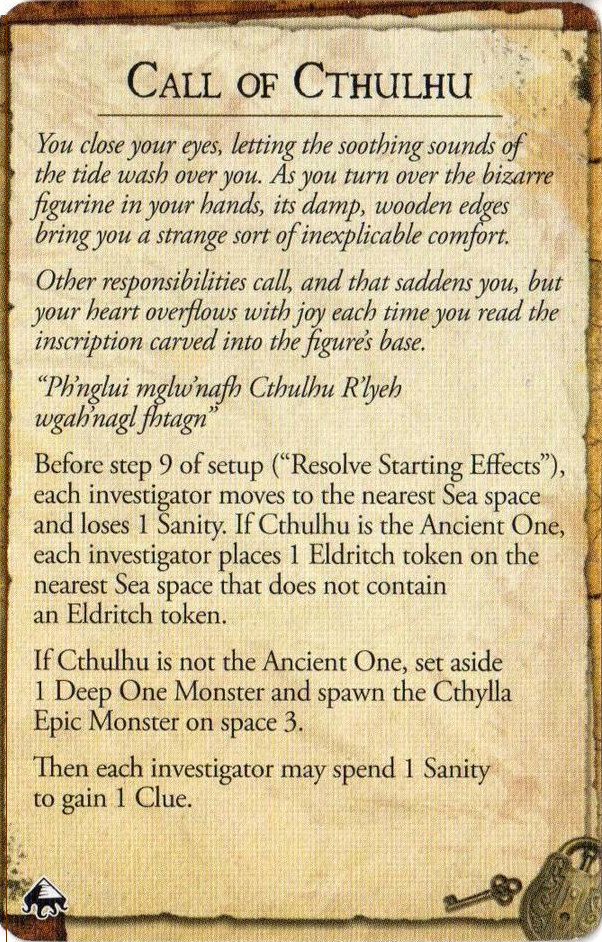 Call of Cthulhu
You close your eyes, letting the soothing sounds of
the tide wash over you. As you turn over the bizarre
figurine in your hands, its damp, wooden edges
bring you a strange sort of inexplicable comfort.
Other responsibilities call, and that saddens you, but
your heart overflows with joy each time you read the
inscription carved into the figure's base.
“Ph'nglui mglw'nafh Cthulhu R'lyeh
wgah'nagl fhtagn”
Before step 9 of setup (“Resolve Starting Effects”),
each investigator moves to the nearest Sea space
and loses 1 Sanity. If Cthulhu is the Ancient One,
each investigator places 1 Eldritch token on the
nearest Sea space that does not contain
an Eldritch token.
If Cthulhu is not the Ancient One, set aside
1 Deep One Monster and spawn the Cthylla
Epic Monster on space 3.
Then each investigator may spend 1 Sanity
to gain 1 Clue.